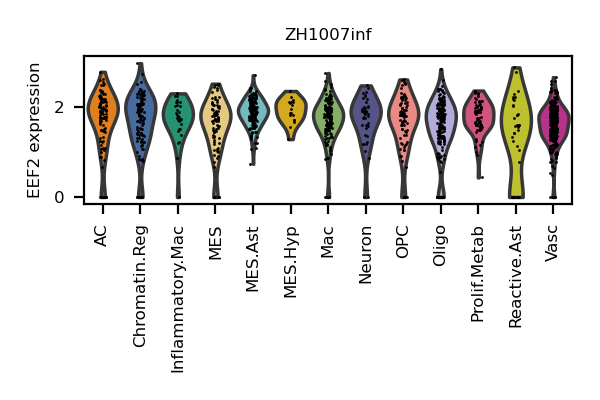 ZH1007inf
EEF2 expression
2
0
AC
Chromatin.Reg
Inflammatory.Mac
MES
MES.Ast
MES.Hyp
Mac
Neuron
OPC
Oligo
Prolif.Metab
Reactive.Ast
Vasc